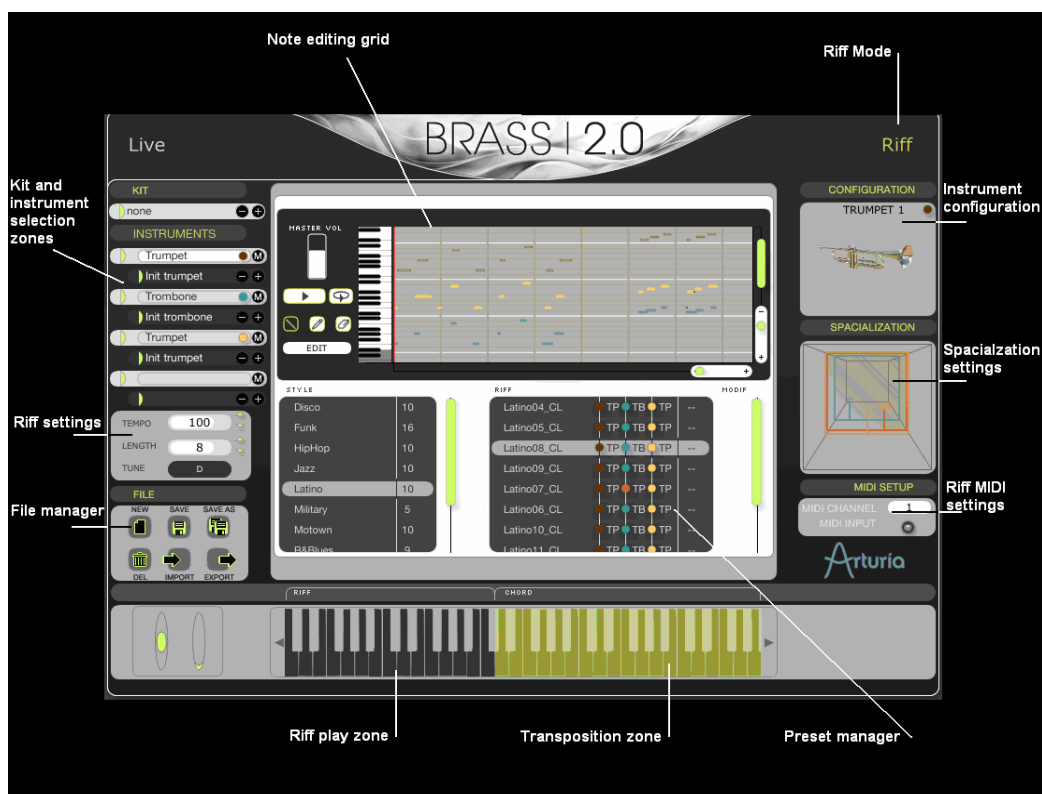 Note editing grid
Riff Mode
Live
BRASS | 2.0
Riff
Kit and
instrument
selection
zones
KIT
none
INSTRUMENTS
Trumpet
M
Init trumpet
Trombone
M
Init trombone
Trumpet
M
Init trumpet
M
MASTER VOL
EDIT
CONFIGURATION
TRUMPET 1
Instrument
configuration
SPACIALIZATION
Spacialzation
settings
Riff settings
TEMPO 100
LENGTH 8
TUNE D
STYLE
Disco 10
Funk 16
HipHop 10
Jazz 10
Latino 10
Military 5
Motown 10
R&Blues 9
RIFF MODIF
Latino04_CL TP TB TP --
Latino05_CL TP TB TP --
Latino08_CL TP TB TP --
Latino09_CL TP TB TP --
Latino07_CL TP TP TP --
Latino06_CL TP TB TP --
Latino10_CL TP TB TP --
Latino11_CL TP TB TP --
File manager
FILE
NEW SAVE SAVE AS
DEL IMPORT EXPORT
MIDI SETUP
MIDI CHANNEL 1
MIDI INPUT
Riff MIDI
settings
Arturia
RIFF CHORD
Riff play zone
Transposition zone
Preset manager